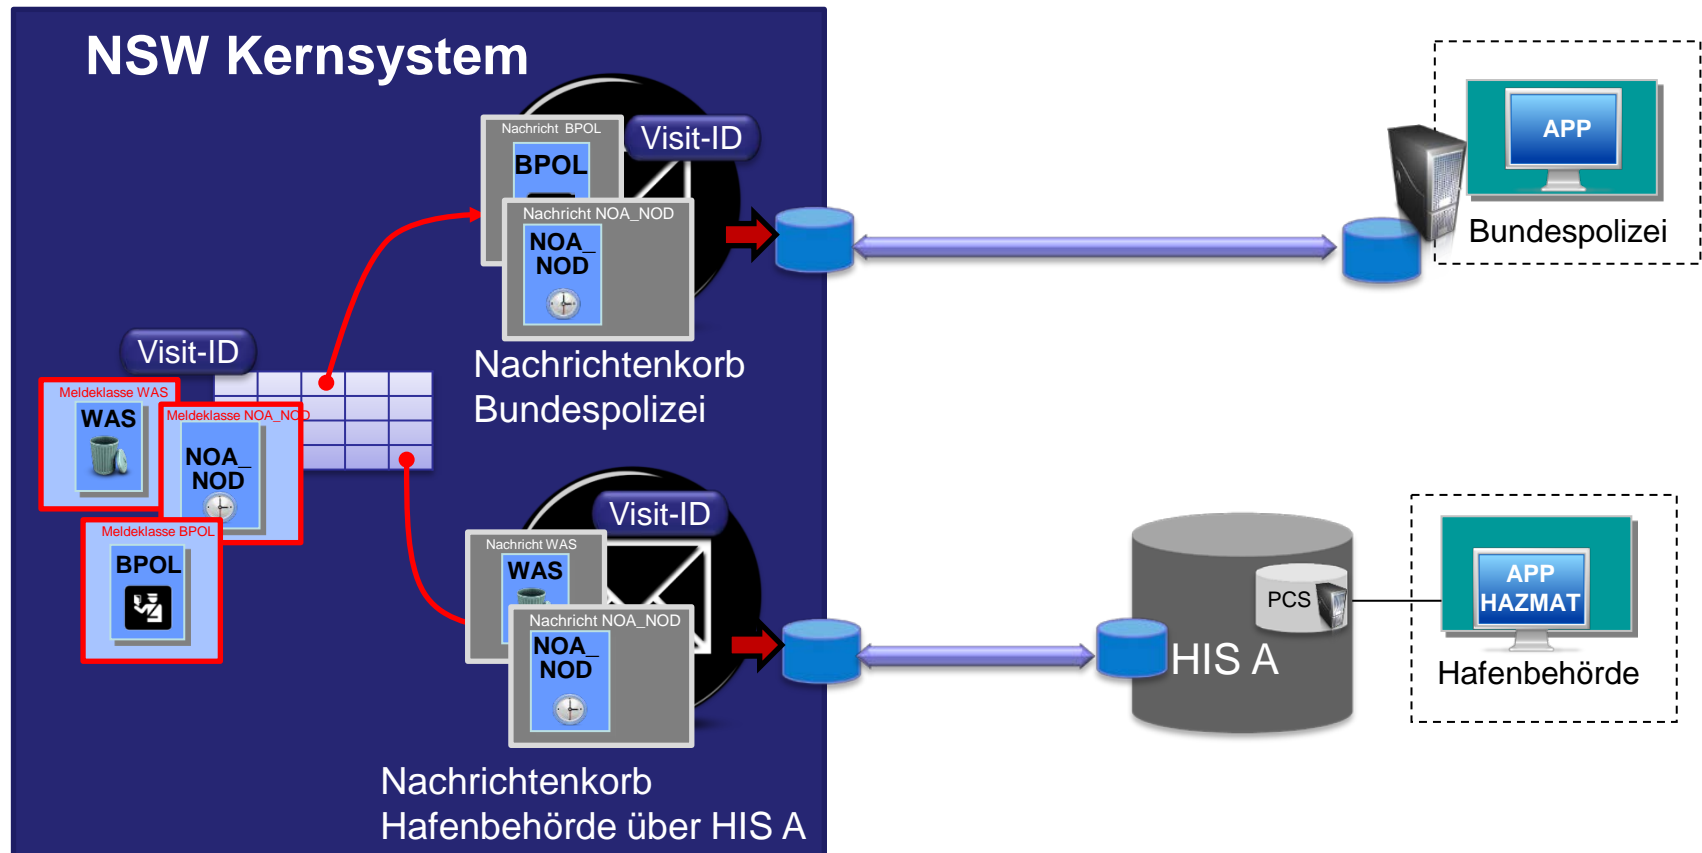 NSW Kernsystem
Nachricht BPOL
Visit-ID
BPOL
Nachricht NOA_NOD
NOA_
NOD
Nachrichtenkorb
Bundespolizei
APP
Bundespolizei
Visit-ID
Meldeklasse WAS
WAS
Meldeklasse NOA_NOD
NOA_
NOD
Meldeklasse BPOL
BPOL
Visit-ID
Nachricht WAS
WAS
Nachricht NOA_NOD
NOA_
NOD
Nachrichtenkorb
Hafenbehörde über HIS A
PCS
HIS A
APP
HAZMAT
Hafenbehörde